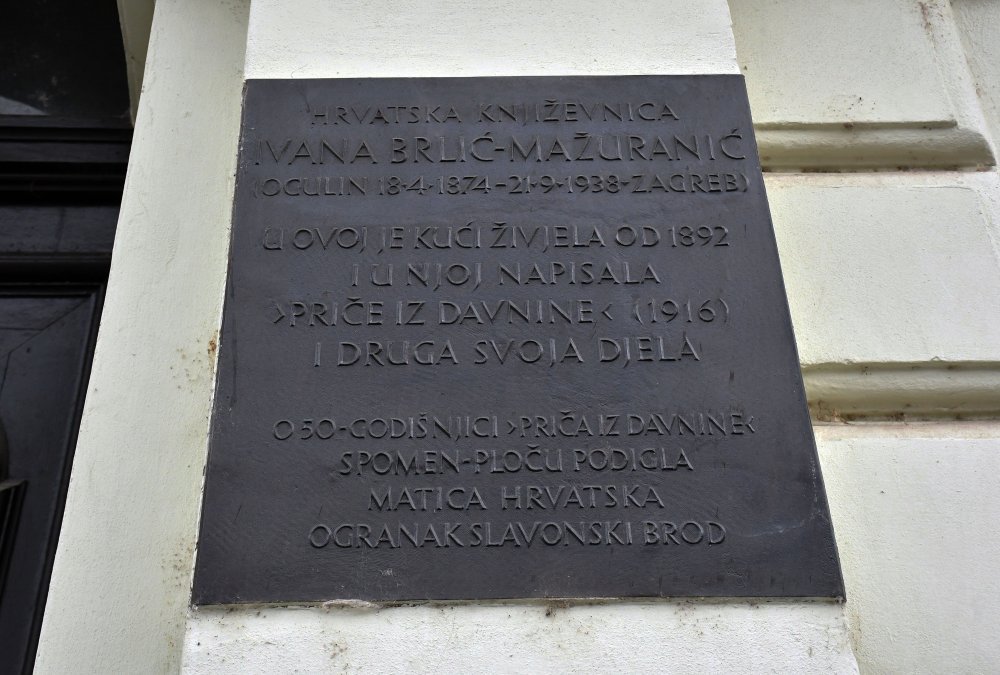 HRVATSKA KNJIŽEVNICA
IVANA BRLIĆ-MAŽURANIĆ
(OGULIN 18·4·1874-21·9·1938-ZAGREB)
U OVOJ JE KUĆI ŽIVJELA OD 1892
I U NJOJ NAPISALA
›PRIČE IZ DAVNINE‹ (1916)
I DRUGA SVOJA DJELA
O 50-GODIŠNJICI ›PRIČA IZ DAVNINE‹
SPOMEN-PLOČU PODIGLA
MATICA HRVATSKA
OGRANAK SLAVONSKI BROD